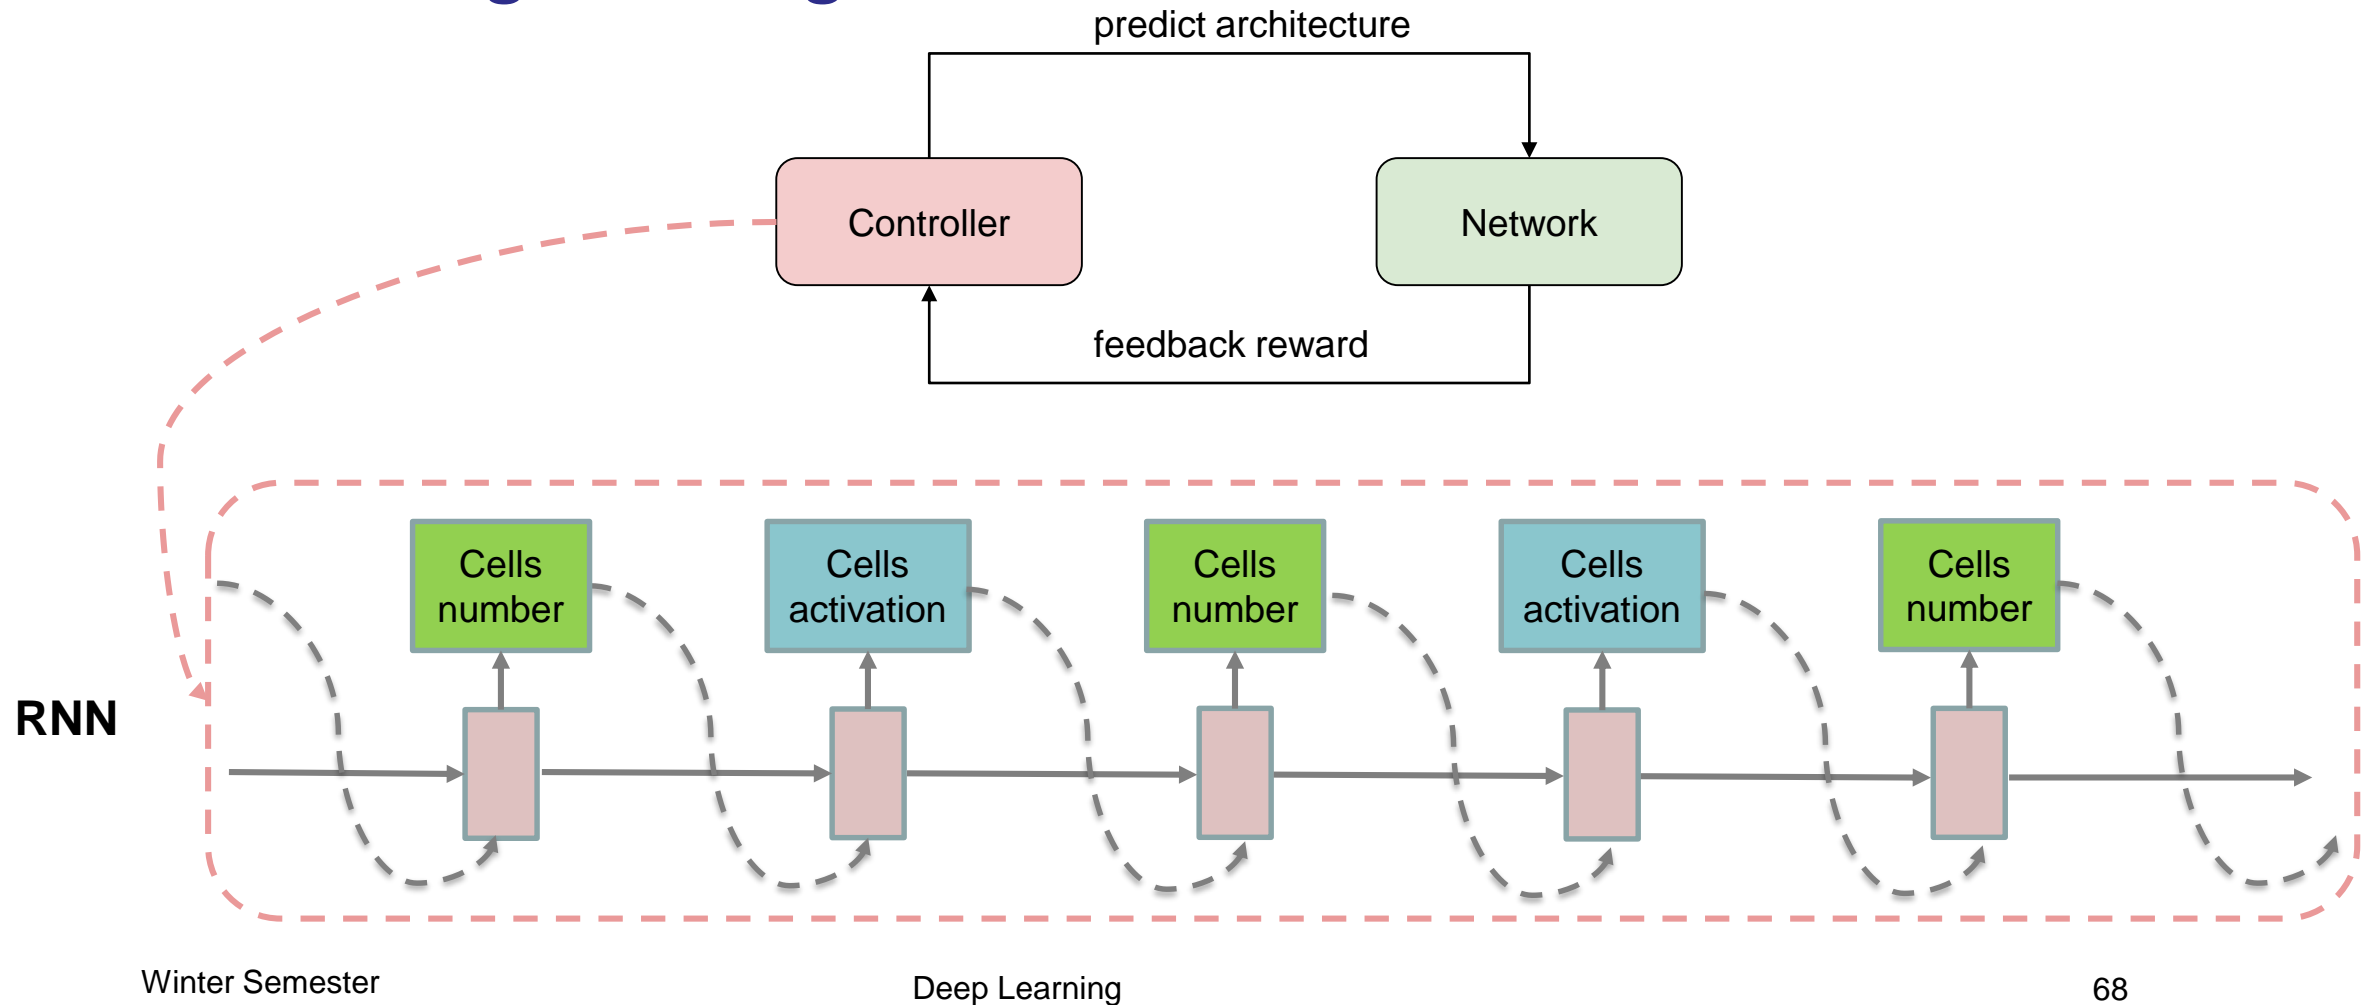 predict architecture
Controller
Network
feedback reward
Cells
number
Cells
activation
Cells
number
Cells
activation
Cells
number
RNN
Winter Semester
Deep Learning
68